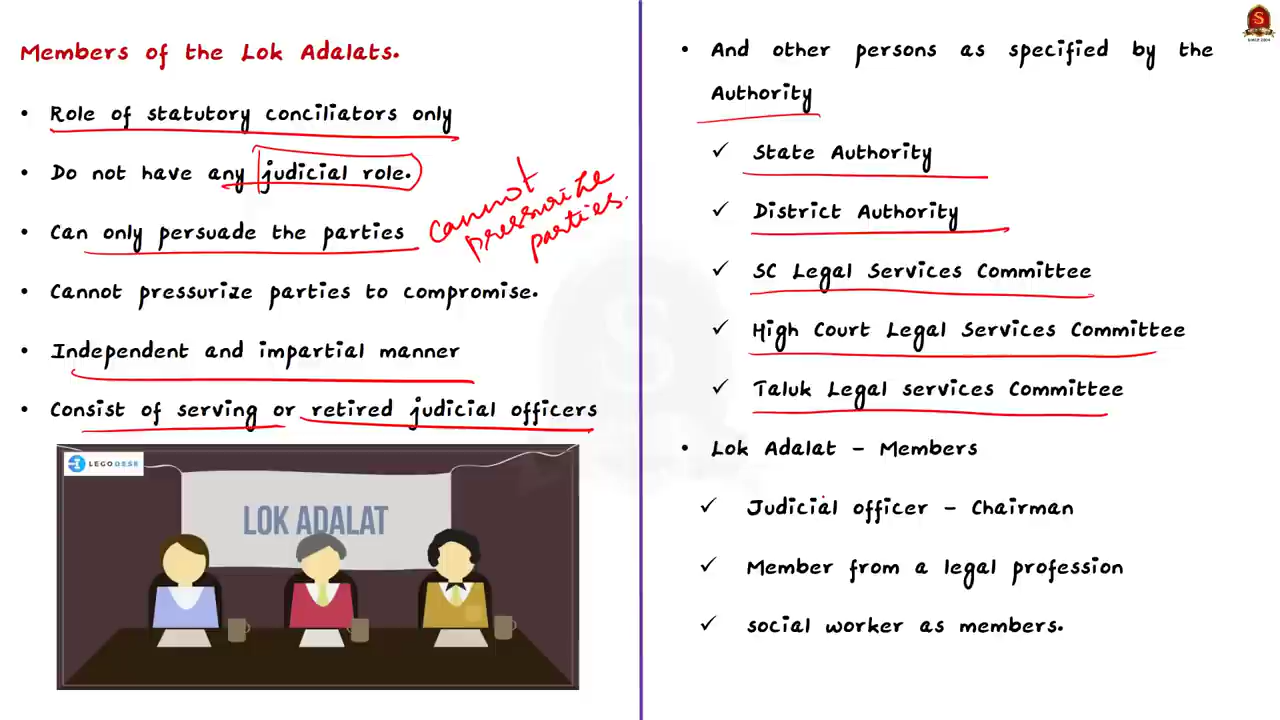 Members of the Lok Adalats.
• Role of statutory conciliators only
• Do not have any judicial role.
• Can only persuade the parties
cannot
pressurize
parties.
• Cannot pressurize parties to compromise.
• Independent and impartial manner
• Consist of serving or retired judicial officers
LEGODESK
LOK ADALAT
• And other persons as specified by the
Authority
✓ State Authority
✓ District Authority
✓ SC Legal Services Committee
✓ High Court Legal Services Committee
✓ Taluk Legal services Committee
• Lok Adalat - Members
✓ Judicial officer - Chairman
✓ Member from a legal profession
✓ social worker as members.
S
SINCE 2004